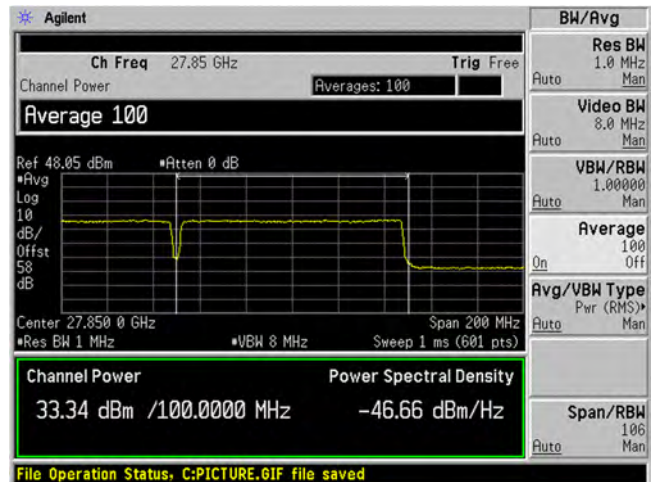 Agilent
BW/Avg
Ch Freq 27.85 GHz Trig Free
Channel Power Averages: 100
Average 100
Ref 48.05 dBm *Atten 0 dB
*Avg
Log
10
dB/
Offst
58
dB
Center 27.850 0 GHz Span 200 MHz
*Res BW 1 MHz *VBW 8 MHz Sweep 1 ms (601 pts)
Channel Power Power Spectral Density
33.34 dBm /100.0000 MHz -46.66 dBm/Hz
File Operation Status, C:PICTURE.GIF file saved
Res BW
1.0 MHz
Auto Man
Video BW
8.0 MHz
Auto Man
VBW/RBW
1.00000
Auto Man
Average
100
On Off
Avg/VBW Type
Pwr (RMS)▸
Auto Man
Span/RBW
106
Auto Man